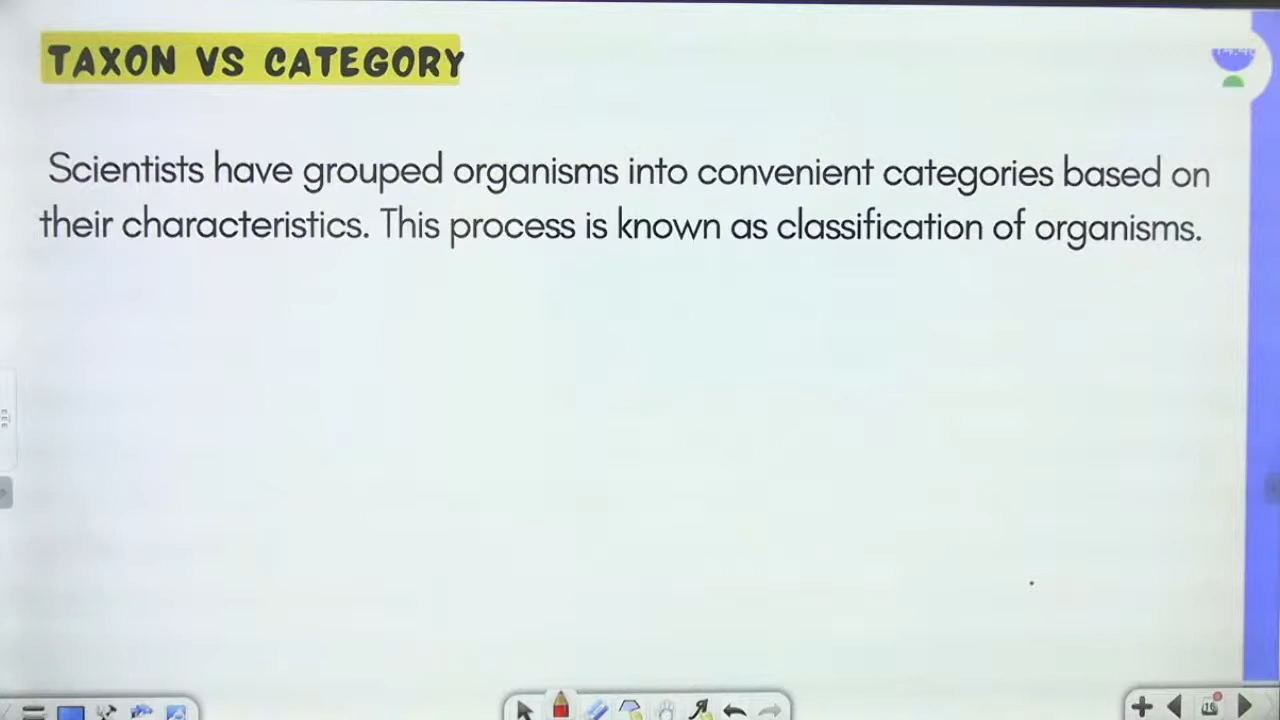 TAXON VS CATEGORY
Scientists have grouped organisms into convenient categories based on
their characteristics. This process is known as classification of organisms.